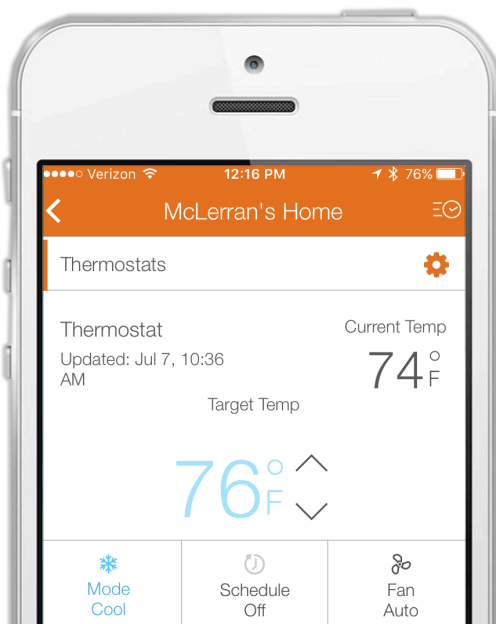 Verizon 12:16 PM 76%
McLerran's Home
Thermostats
Thermostat
Current Temp
Updated: Jul 7, 10:36
AM
74°F
Target Temp
76°F
Mode
Cool
Schedule
Off
Fan
Auto